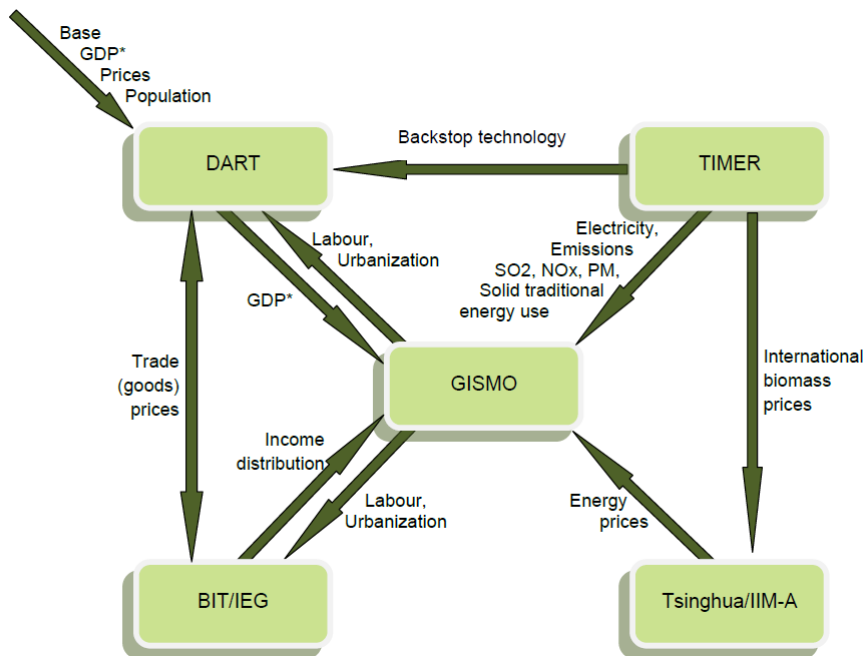 Base
GDP*
Prices
Population
DART
Backstop technology
TIMER
Labour,
Urbanization
GDP*
Electricity,
Emissions
SO2, NOx, PM,
Solid traditional
energy use
Trade
(goods)
prices
GISMO
International
biomass
prices
Income
distribution
Labour,
Urbanization
Energy
prices
BIT/IEG
Tsinghua/IIM-A